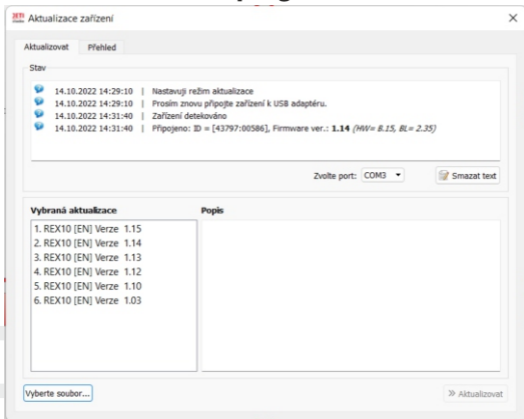 JETI
Aktualizace zařízení
Aktualizovat Přehled
Stav
14.10.2022 14:29:10 | Nastavuji režim aktualizace
14.10.2022 14:29:10 | Prosím znovu připojte zařízení k USB adaptéru.
14.10.2022 14:31:40 | Zařízení detekováno
14.10.2022 14:31:40 | Připojeno: ID = [43797:00586], Firmware ver.: 1.14 (HW= 8.15, BL= 2.35)
Zvolte port: COM3 Smazat text
Vybraná aktualizace Popis
1. REX10 [EN] Verze 1.15
2. REX10 [EN] Verze 1.14
3. REX10 [EN] Verze 1.13
4. REX10 [EN] Verze 1.12
5. REX10 [EN] Verze 1.10
6. REX10 [EN] Verze 1.03
Vyberte soubor... >> Aktualizovat